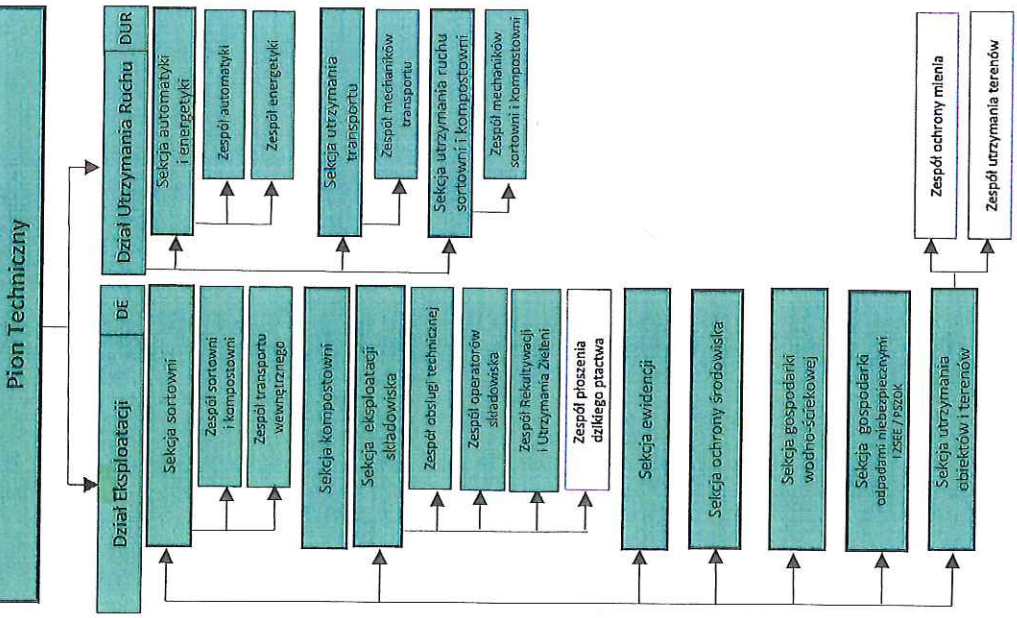 Pion Techniczny
Dział Eksploatacji
DE
Sekcja sortowni
Zespół sortowni
i kompostowni
Zespół transportu
wewnętrznego
Sekcja kompostowni
Sekcja eksploatacji
składowiska
Zespół obsługi technicznej
Zespół operatorów
składowiska
Zespół Rekultywacji
i Utrzymania Zieleni
Zespół płoszenia
dzikiego ptactwa
Sekcja ewidencji
Sekcja ochrony środowiska
Sekcja gospodarki
wodno-ściekowej
Sekcja gospodarki
odpadami niebezpiecznymi
i ZSEE / PSZOK
Sekcja utrzymania
obiektów i terenów
Zespół ochrony mienia
Zespół utrzymania terenów
Dział Utrzymania Ruchu
DUR
Sekcja automatyki
i energetyki
Zespół automatyki
Zespół energetyki
Sekcja utrzymania
transportu
Zespół mechaników
transportu
Sekcja utrzymania ruchu
sortowni i kompostowni
Zespół mechaników
sortowni i kompostowni